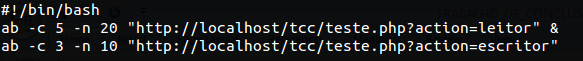 #!/bin/bash
ab -c 5 -n 20 "http://localhost/tcc/teste.php?action=leitor" &
ab -c 3 -n 10 "http://localhost/tcc/teste.php?action=escritor"